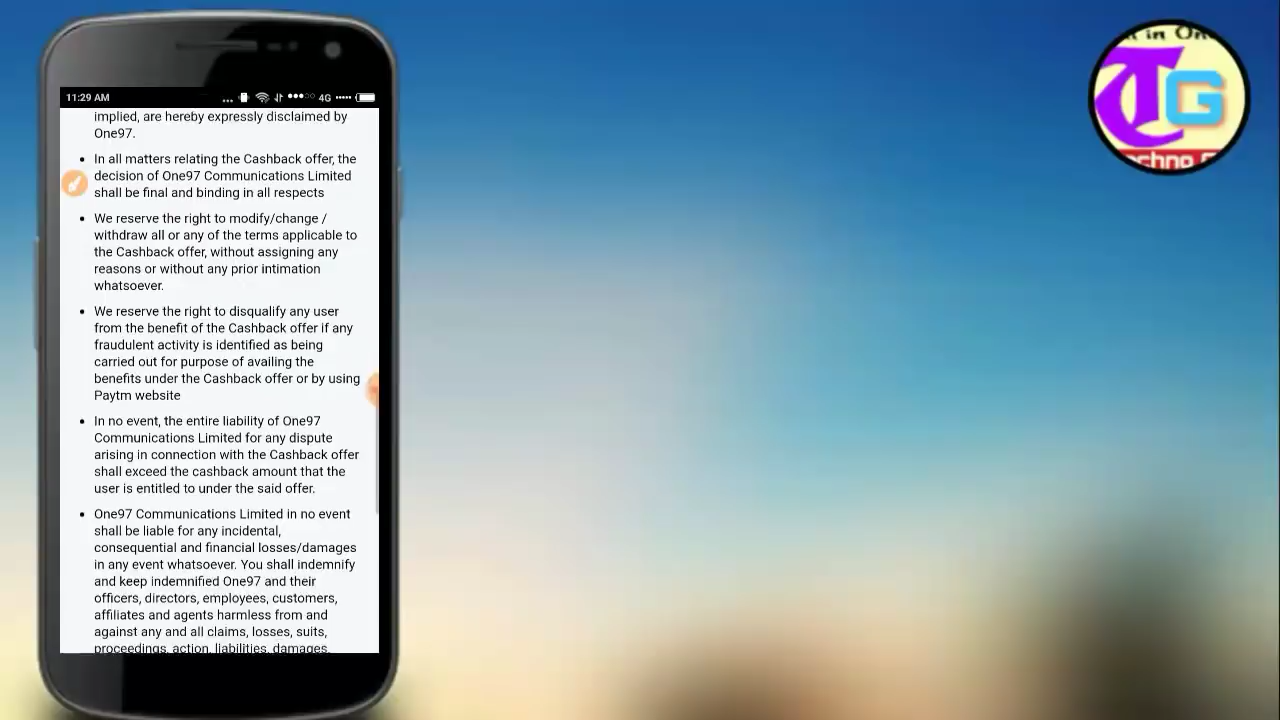 11:29 AM
4G
implied, are hereby expressly disclaimed by
One97.
• In all matters relating the Cashback offer, the
decision of One97 Communications Limited
shall be final and binding in all respects
• We reserve the right to modify/change /
withdraw all or any of the terms applicable to
the Cashback offer, without assigning any
reasons or without any prior intimation
whatsoever.
• We reserve the right to disqualify any user
from the benefit of the Cashback offer if any
fraudulent activity is identified as being
carried out for purpose of availing the
benefits under the Cashback offer or by using
Paytm website
• In no event, the entire liability of One97
Communications Limited for any dispute
arising in connection with the Cashback offer
shall exceed the cashback amount that the
user is entitled to under the said offer.
• One97 Communications Limited in no event
shall be liable for any incidental,
consequential and financial losses/damages
in any event whatsoever. You shall indemnify
and keep indemnified One97 and their
officers, directors, employees, customers,
affiliates and agents harmless from and
against any and all claims, losses, suits,
proceedings, action, liabilities, damages,
in On
TG
echno